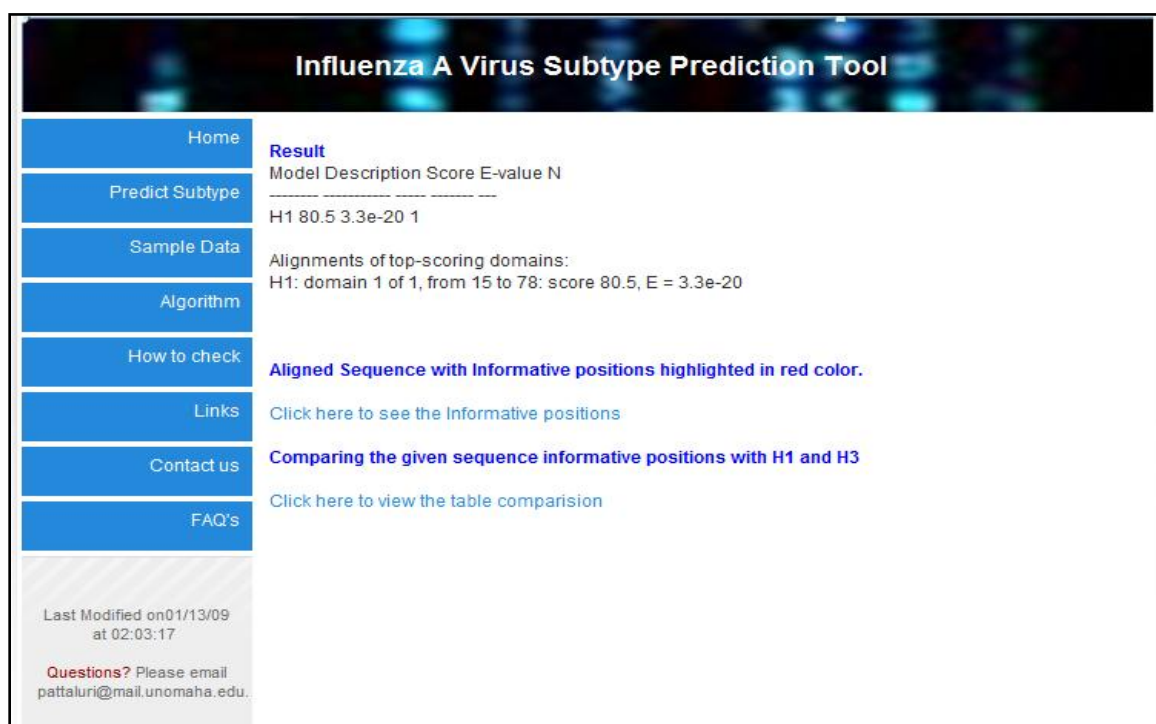 Influenza A Virus Subtype Prediction Tool
Home
Predict Subtype
Sample Data
Algorithm
How to check
Links
Contact us
FAQ's
Last Modified on01/13/09
at 02:03:17
Questions? Please email
pattaluri@mail.unomaha.edu.
Result
Model Description Score E-value N
-------- ----------- ----- ------- ---
H1 80.5 3.3e-20 1
Alignments of top-scoring domains:
H1: domain 1 of 1, from 15 to 78: score 80.5, E = 3.3e-20
Aligned Sequence with Informative positions highlighted in red color.
Click here to see the Informative positions
Comparing the given sequence informative positions with H1 and H3
Click here to view the table comparision